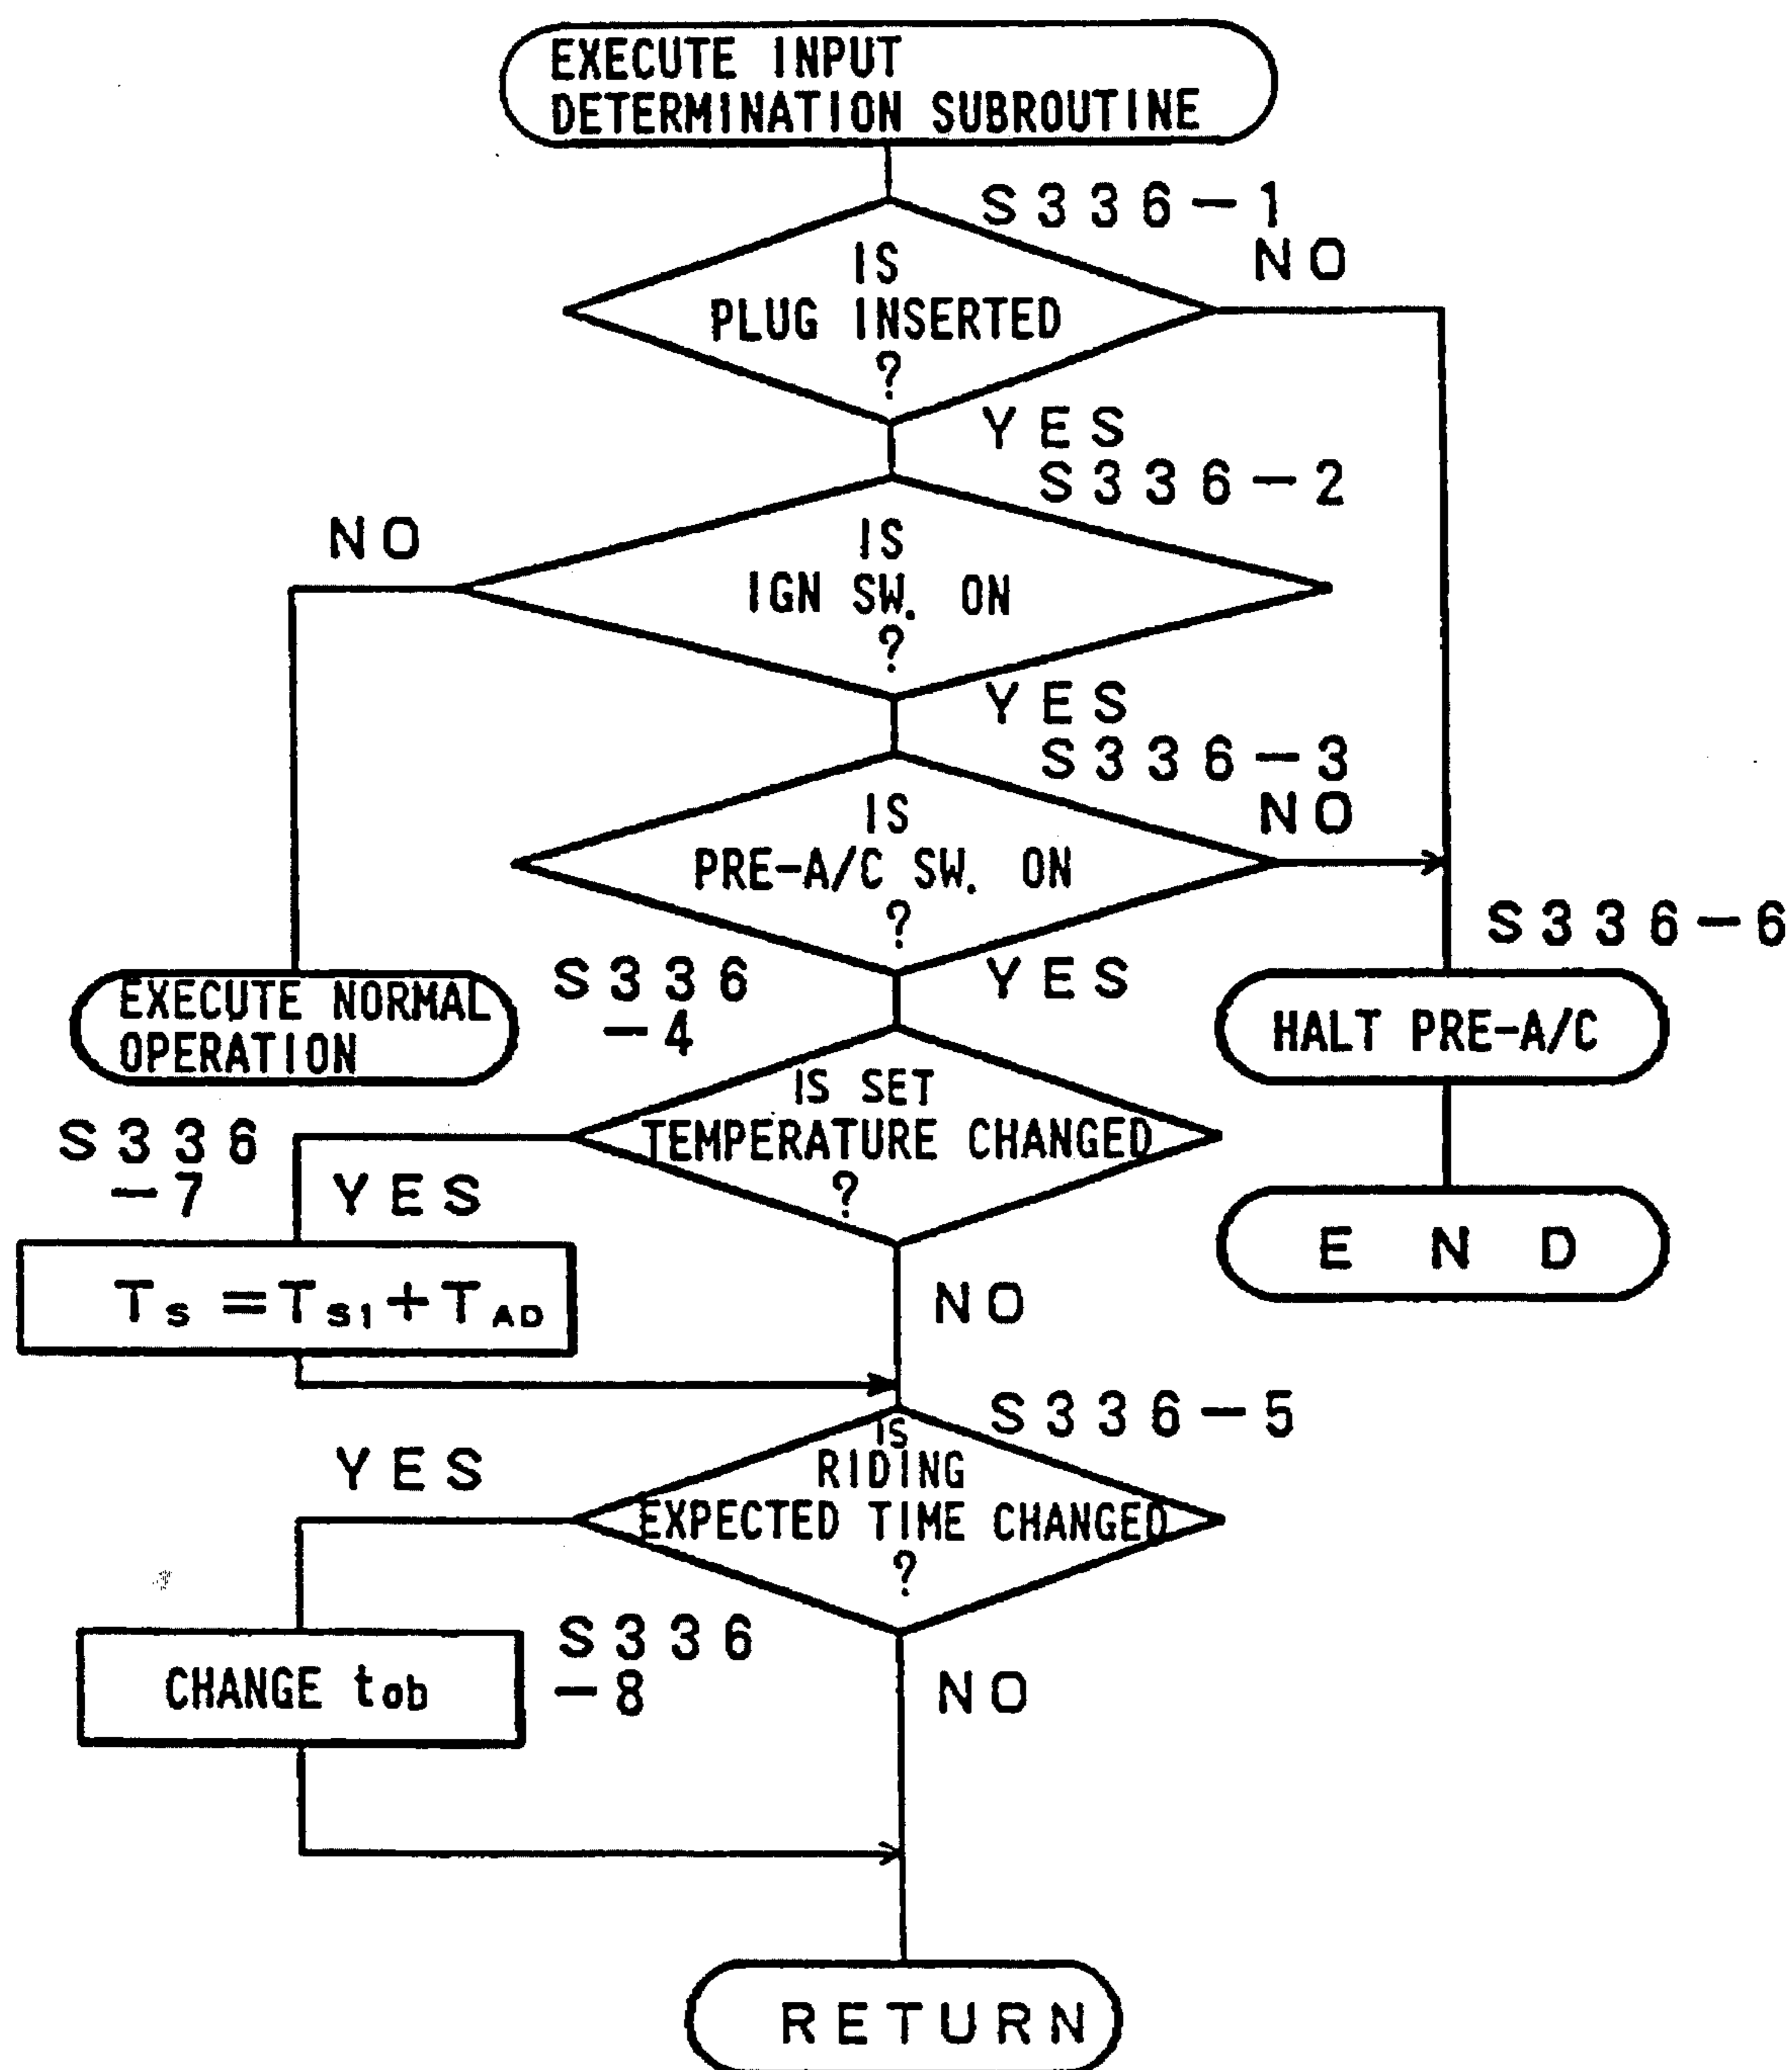 EXECUTE INPUT
DETERMINATION SUBROUTINE
S336-1
NO
IS
PLUG INSERTED
?
YES
S336-2
NO
IS
IGN SW. ON
?
YES
S336-3
NO
IS
PRE-A/C SW. ON
?
S336-6
S336
-4
YES
EXECUTE NORMAL
OPERATION
HALT PRE-A/C
IS SET
TEMPERATURE CHANGED
?
S336
-7
YES
END
TS=TS1+TAD
NO
S336-5
YES
IS
RIDING
EXPECTED TIME CHANGED
?
CHANGE tob
S336
-8
NO
RETURN